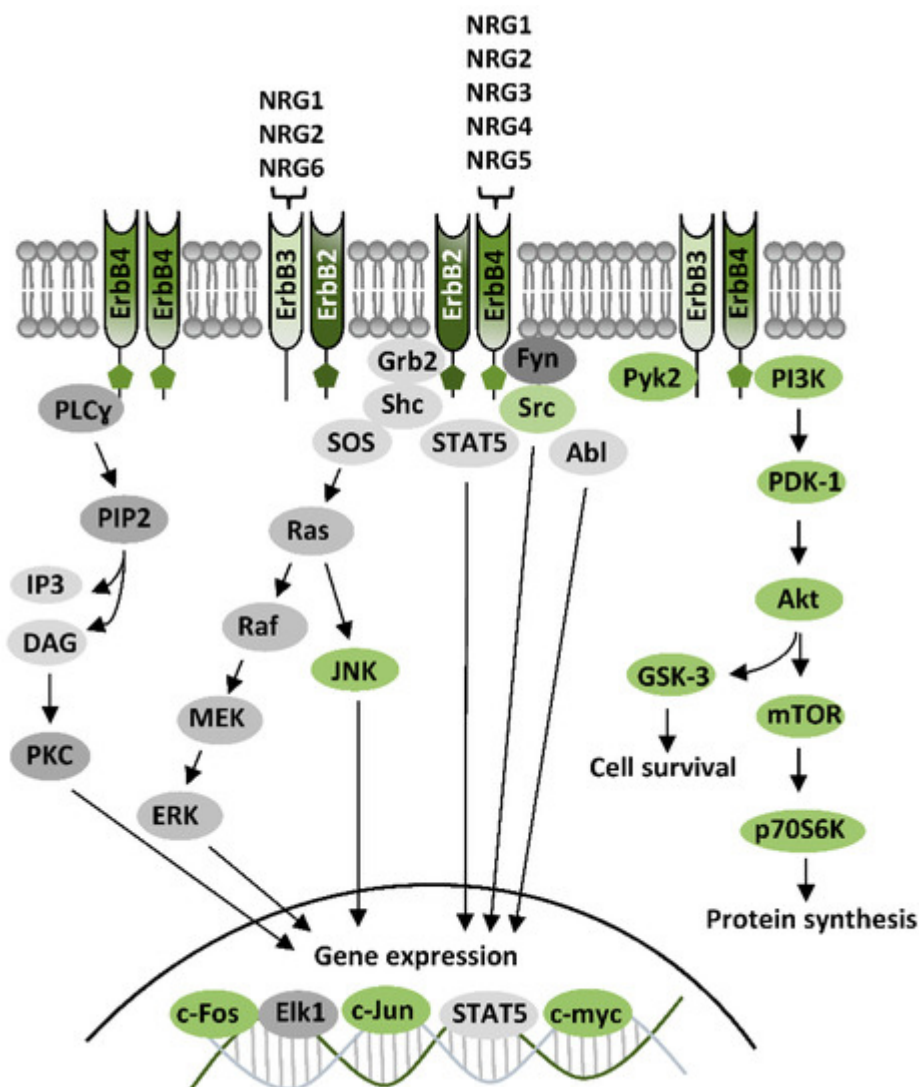 NRG1
NRG2
NRG3
NRG4
NRG5
NRG1
NRG2
NRG6
ErbB4
ErbB4
ErbB3
ErbB2
ErbB2
ErbB4
ErbB3
ErbB4
Grb2
Fyn
Pyk2
PI3K
PLCɣ
Shc
Src
SOS
STAT5
Abl
PDK-1
PIP2
Ras
IP3
Akt
DAG
Raf
JNK
GSK-3
MEK
mTOR
PKC
Cell survival
ERK
p70S6K
Protein synthesis
Gene expression
c-Fos
Elk1
c-Jun
STAT5
c-myc